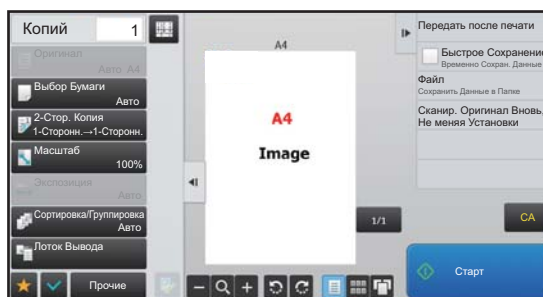 Копий 1
Оригинал
Авто A4
Выбор Бумаги
Авто
2-Стор. Копия
1-Сторонн.→1-Сторонн.
Масштаб
100%
Экспозиция
Авто
Сортировка/Группировка
Авто
Лоток Вывода
Прочие
A4
A4
Image
1/1
Передать после печати
Быстрое Сохранение
Временно Сохран. Данные
Файл
Сохранить Данные в Папке
Сканир. Оригинал Вновь,
Не меняя Установки
CA
Старт